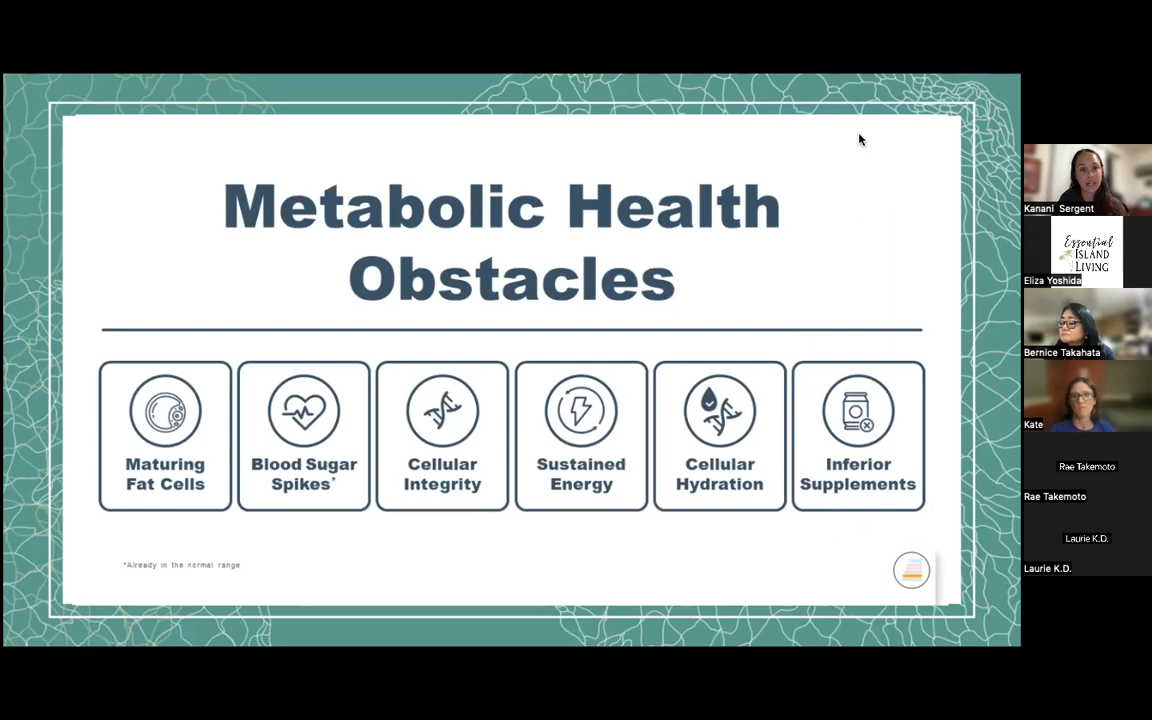 Metabolic Health
Obstacles
Maturing
Fat Cells
Blood Sugar
Spikes*
Cellular
Integrity
Sustained
Energy
Cellular
Hydration
Inferior
Supplements
*Already in the normal range
Kanani Sergent
Essential
ISLAND
LIVING
Eliza Yoshida
Bernice Takahata
Kate
Rae Takemoto
Rae Takemoto
Laurie K.D.
Laurie K.D.